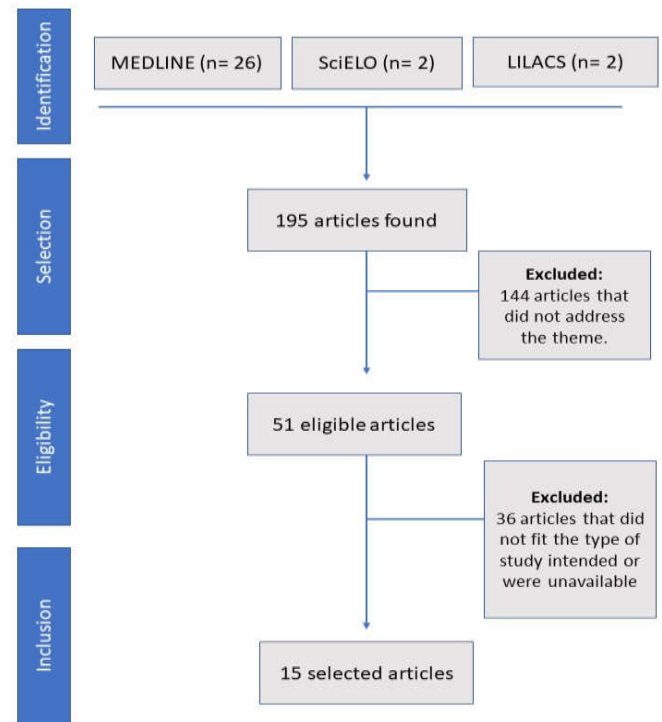 Identification
MEDLINE (n= 26)
SciELO (n= 2)
LILACS (n= 2)
Selection
195 articles found
Excluded:
144 articles that
did not address
the theme.
Eligibility
51 eligible articles
Excluded:
36 articles that did
not fit the type of
study intended or
were unavailable
Inclusion
15 selected articles